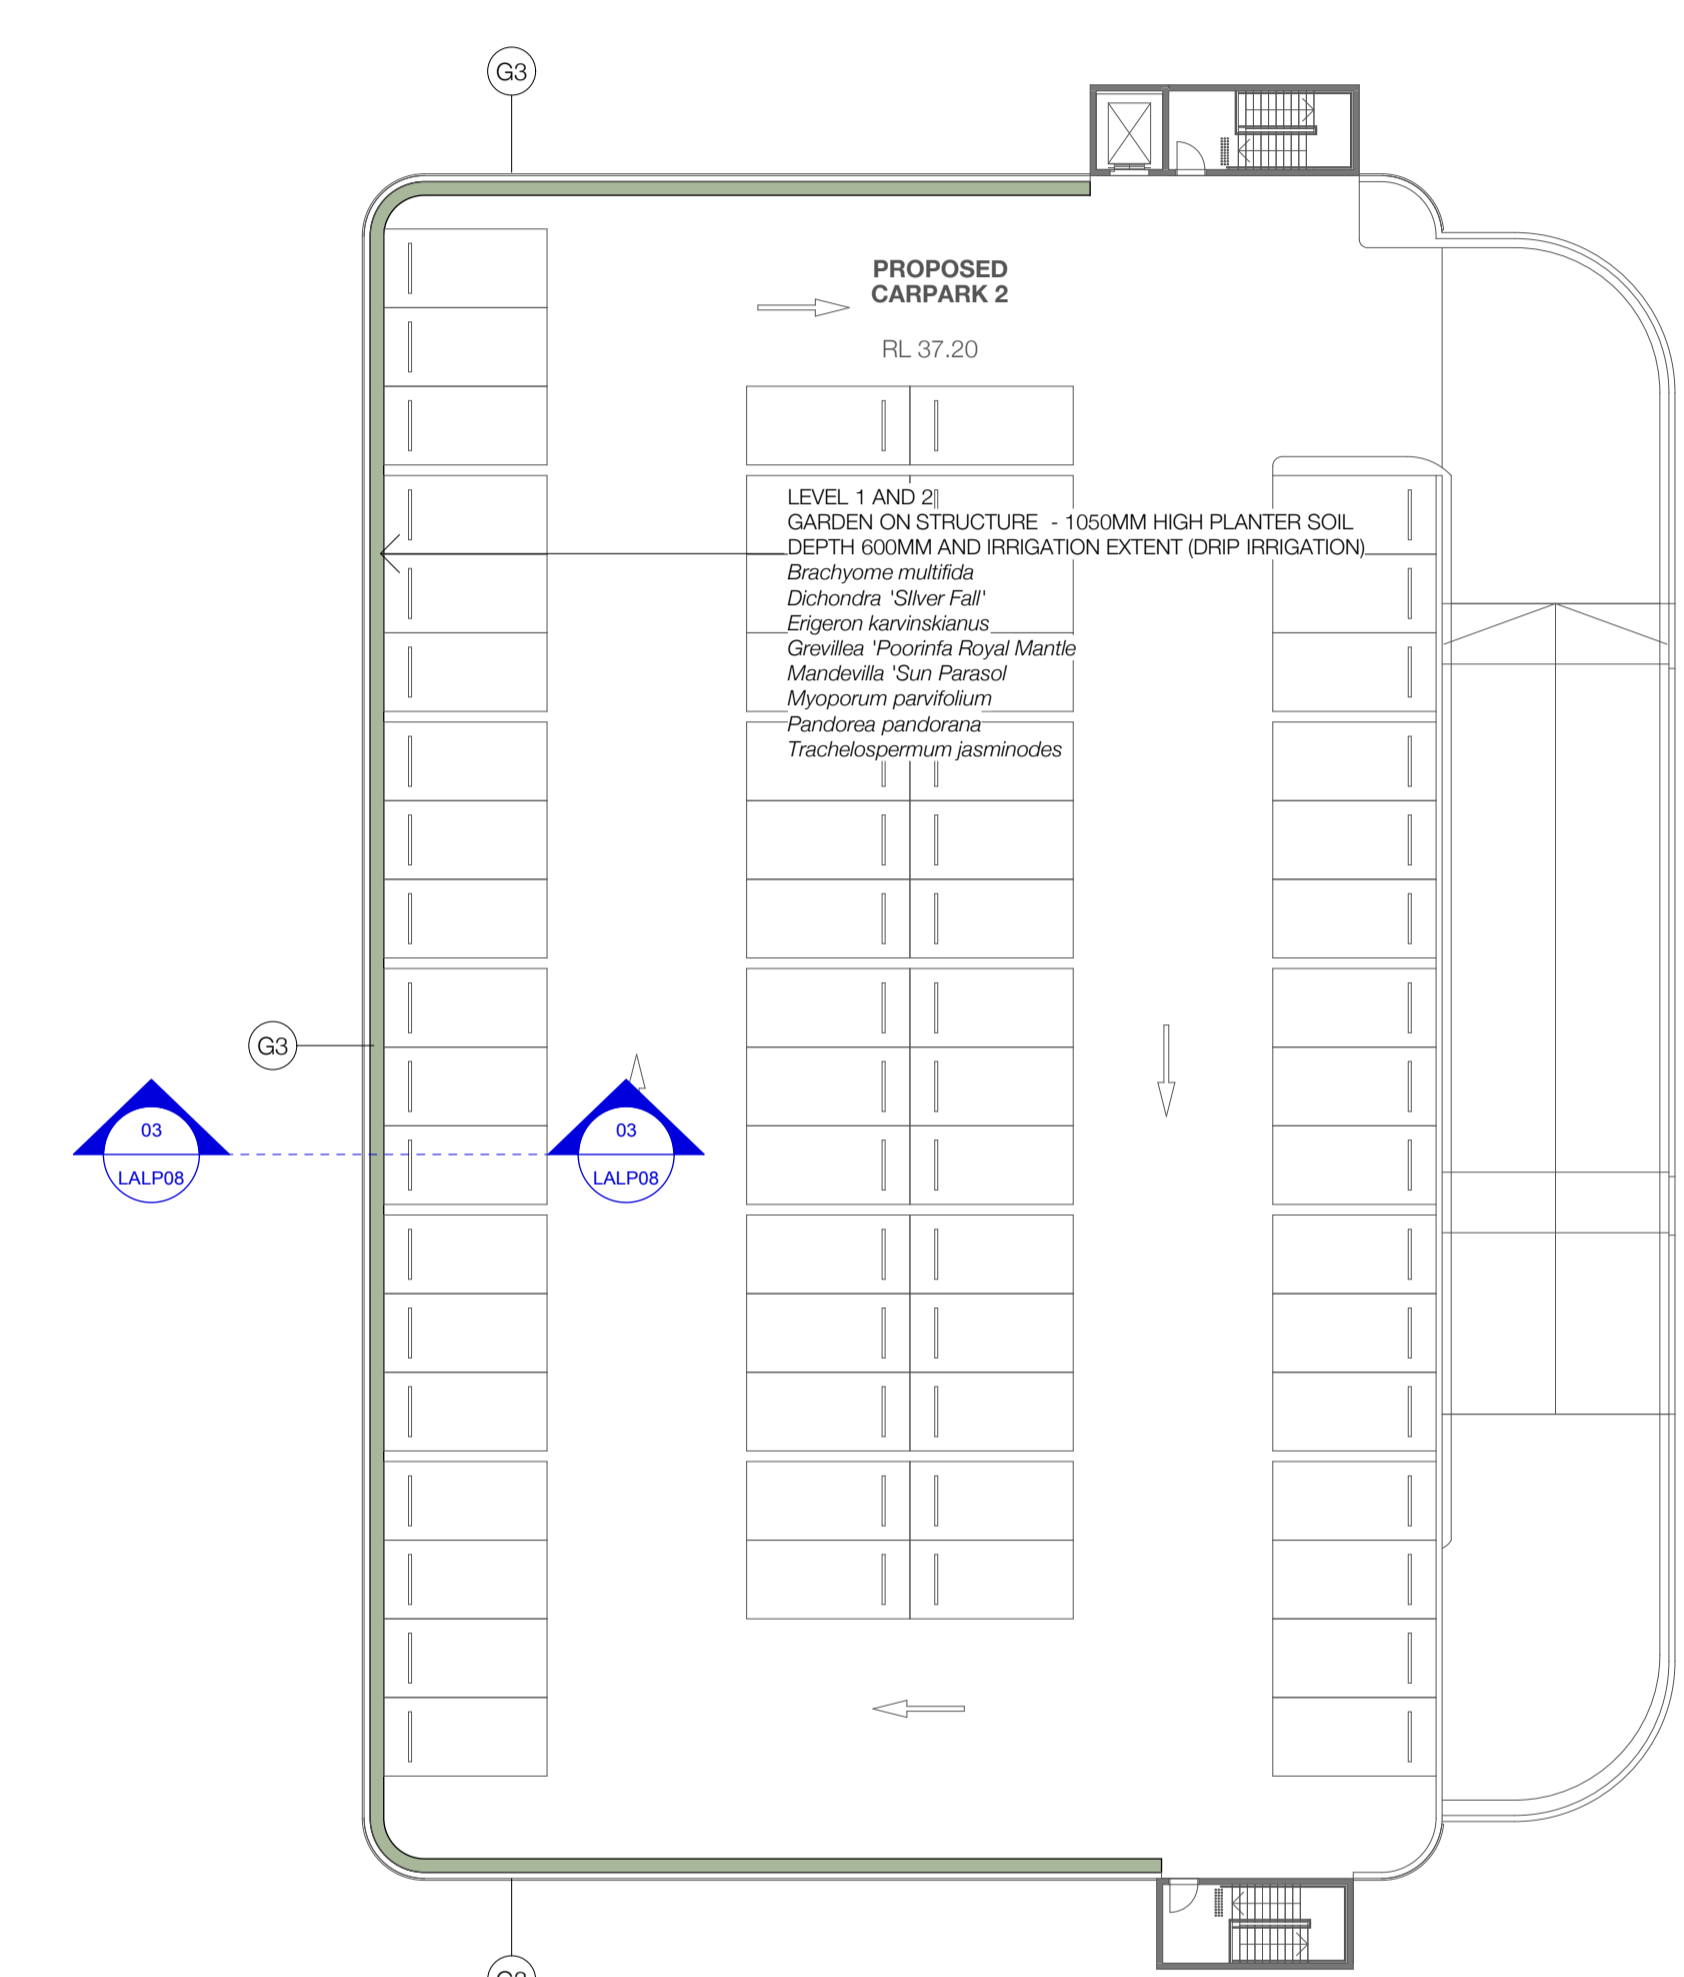 G3
PROPOSED
CARPARK 2
RL 37.20
LEVEL 1 AND 2
GARDEN ON STRUCTURE - 1050MM HIGH PLANTER SOIL
DEPTH 600MM AND IRRIGATION EXTENT (DRIP IRRIGATION)
Brachyome multifida
Dichondra 'SIlver Fall'
Erigeron karvinskianus
Grevillea 'Poorinfa Royal Mantle
Mandevilla 'Sun Parasol
Myoporum parvifolium
Pandorea pandorana
Trachelospermum jasminodes
G3
03
LALP08
03
LALP08